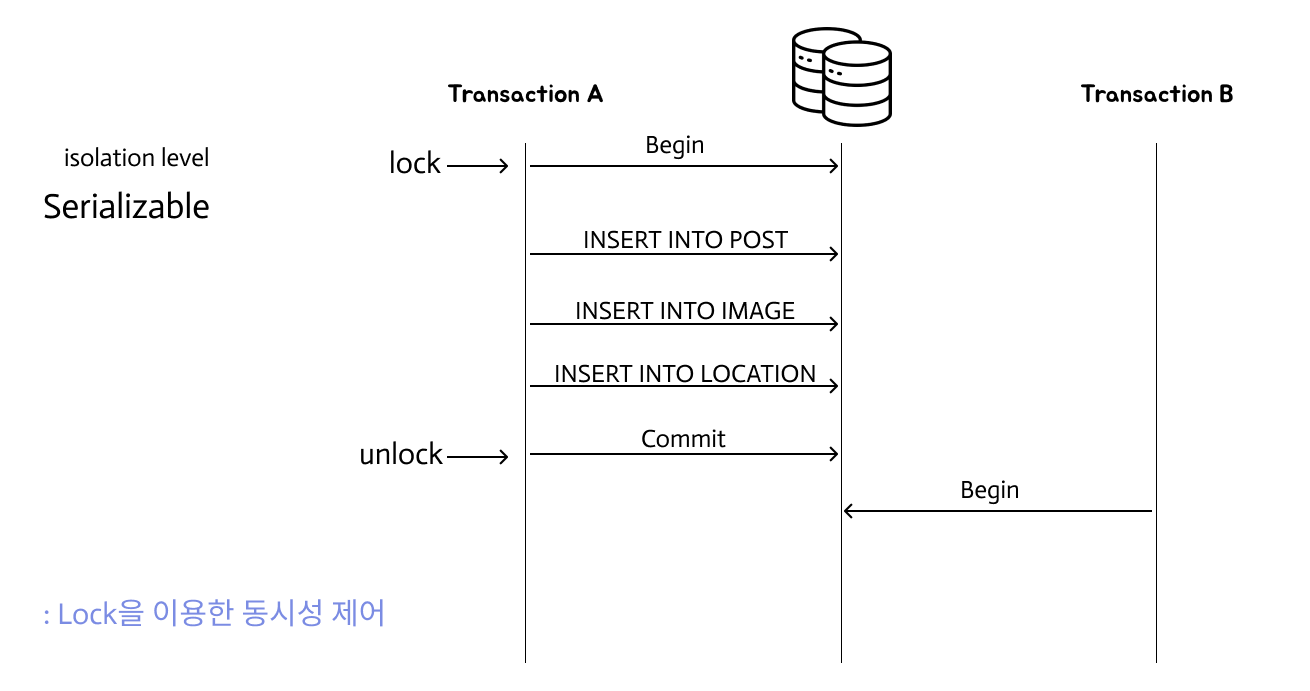 Transaction A
Transaction B
isolation level
Serializable
lock
Begin
INSERT INTO POST
INSERT INTO IMAGE
INSERT INTO LOCATION
unlock
Commit
Begin
: Lock을 이용한 동시성 제어